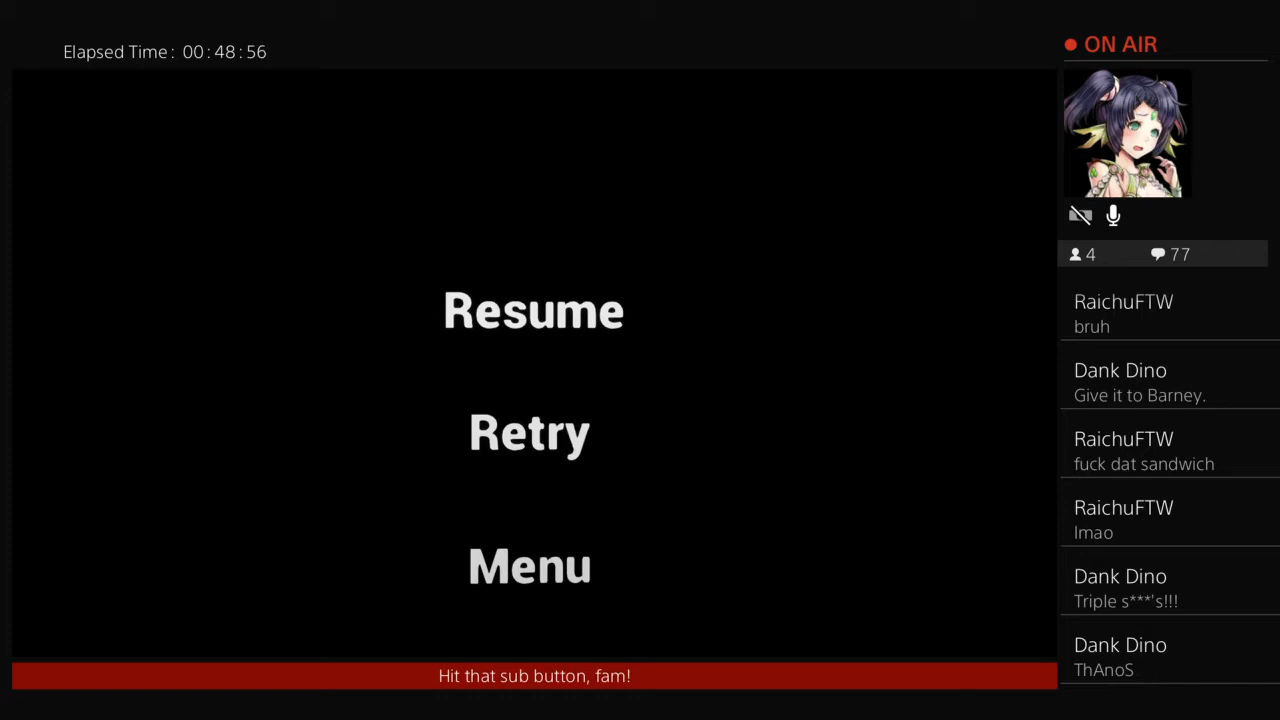 Elapsed Time: 00:48:56
ON AIR
4 77
Resume
Retry
Menu
Hit that sub button, fam!
RaichuFTW
bruh
Dank Dino
Give it to Barney.
RaichuFTW
fuck dat sandwich
RaichuFTW
lmao
Dank Dino
Triple s***'s!!!
Dank Dino
ThAnoS